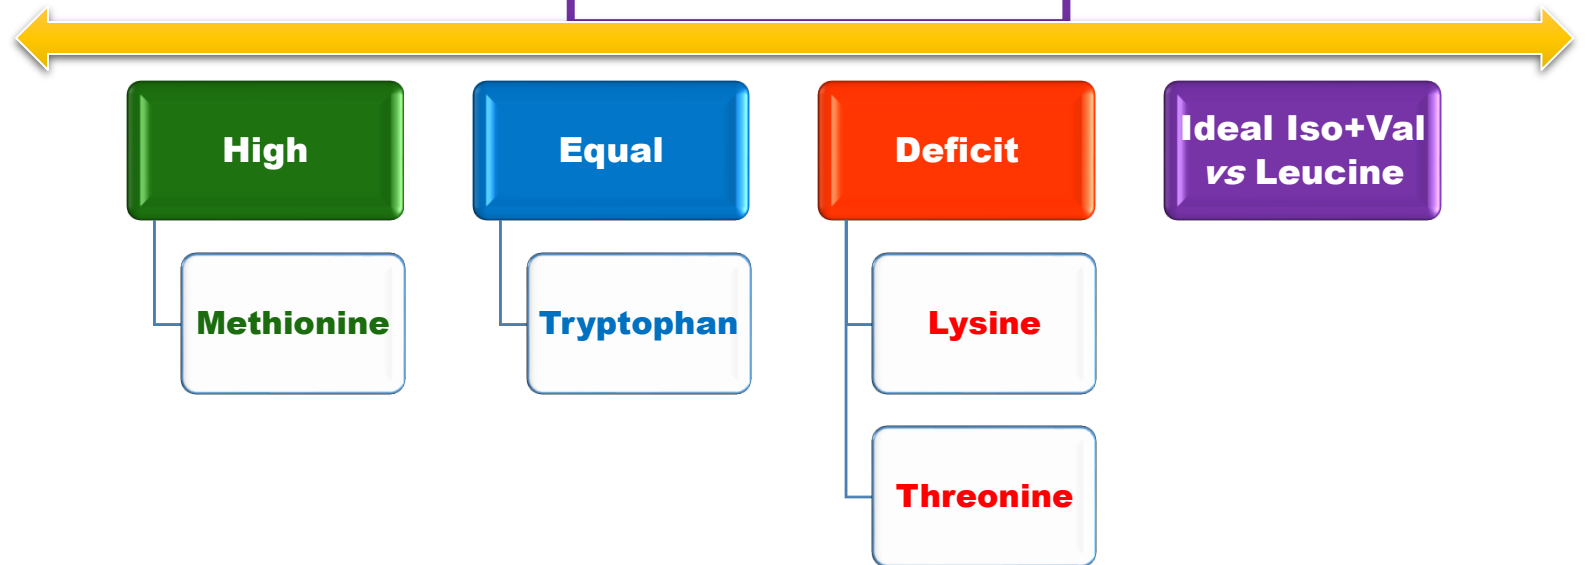 High
Equal
Deficit
Ideal Iso+Val
vs Leucine
Methionine
Tryptophan
Lysine
Threonine